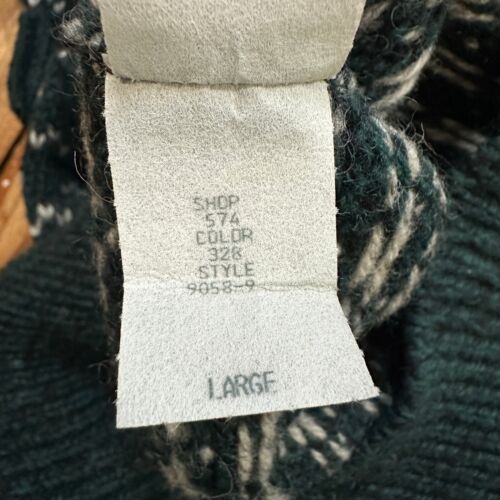 SHOP
574
COLOR
328
STYLE
9058-9
LARGE